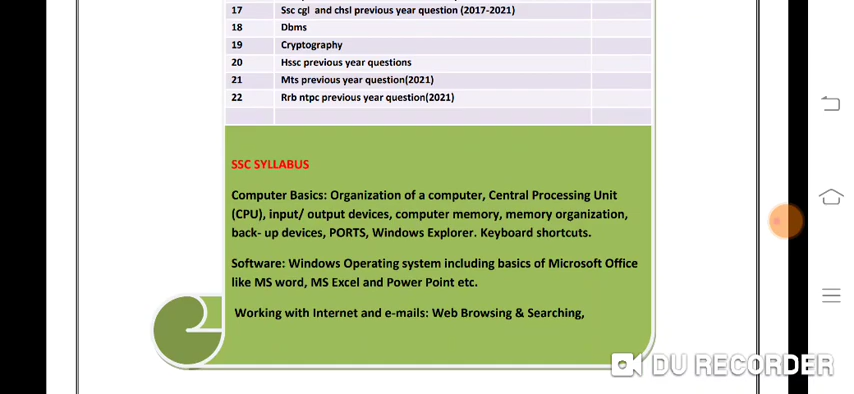 17 Ssc cgl and chsl previous year question (2017-2021)
18 Dbms
19 Cryptography
20 Hssc previous year questions
21 Mts previous year question(2021)
22 Rrb ntpc previous year question(2021)
SSC SYLLABUS
Computer Basics: Organization of a computer, Central Processing Unit
(CPU), input/ output devices, computer memory, memory organization,
back- up devices, PORTS, Windows Explorer. Keyboard shortcuts.
Software: Windows Operating system including basics of Microsoft Office
like MS word, MS Excel and Power Point etc.
Working with Internet and e-mails: Web Browsing & Searching,
DU RECORDER